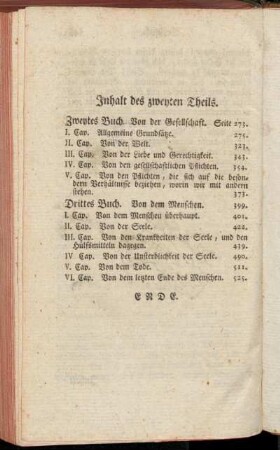 Inhalt des zweyten Theils.
Zweytes Buch. Von der Gesellschaft. Seite 275.
I. Cap. Allgemeine Grundsätze. 275.
II. Cap. Von der Welt. 323.
III. Cap. Von der Liebe und Gerechtigkeit. 343.
IV. Cap. Von den gesellschaftlichen Pflichten. 354.
V. Cap. Von den Pflichten, die sich auf die beson-
dern Verhältnisse beziehen, worin wir mit andern
stehen. 373.
Drittes Buch. Von dem Menschen. 399.
I. Cap. Von dem Menschen überhaupt. 401.
II. Cap. Von der Seele. 422.
III. Cap. Von den Krankheiten der Seele, und den
Hülfsmitteln dagegen. 439.
IV Cap. Von der Unsterblichkeit der Seele. 490.
V. Cap. Von dem Tode. 511.
VI. Cap. Von dem letzten Ende des Menschen. 525.
ENDE.